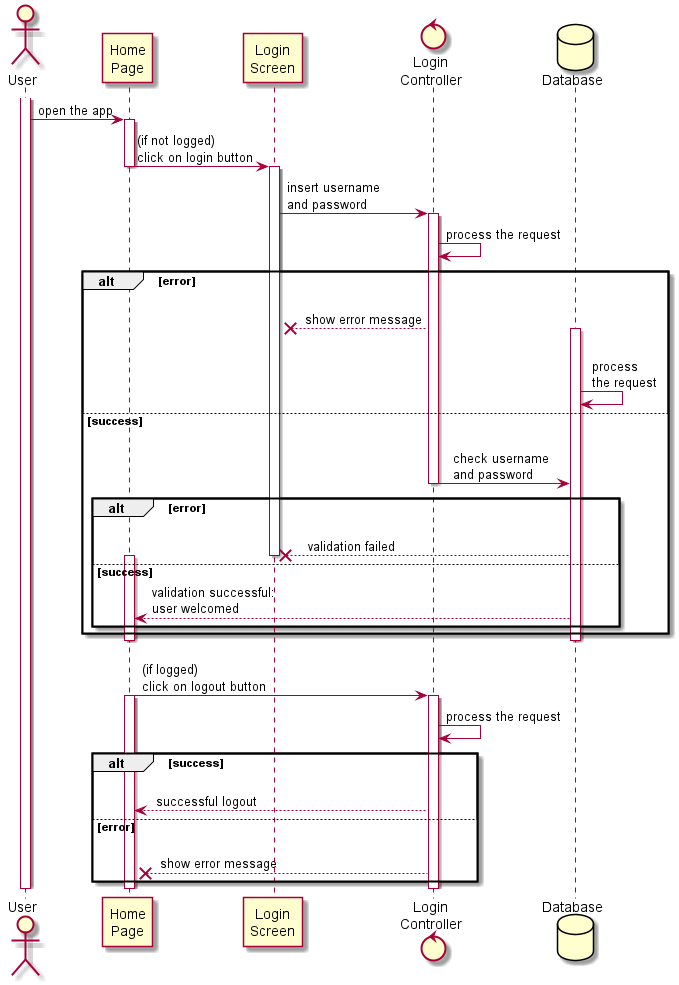 User
Home
Page
Login
Screen
Login
Controller
Database
open the app
(if not logged)
click on login button
insert username
and password
process the request
alt
[error]
show error message
process
the request
[success]
check username
and password
alt
[error]
validation failed
[success]
validation successful:
user welcomed
(if logged)
click on logout button
process the request
alt
[success]
successful logout
[error]
show error message
User
Home
Page
Login
Screen
Login
Controller
Database